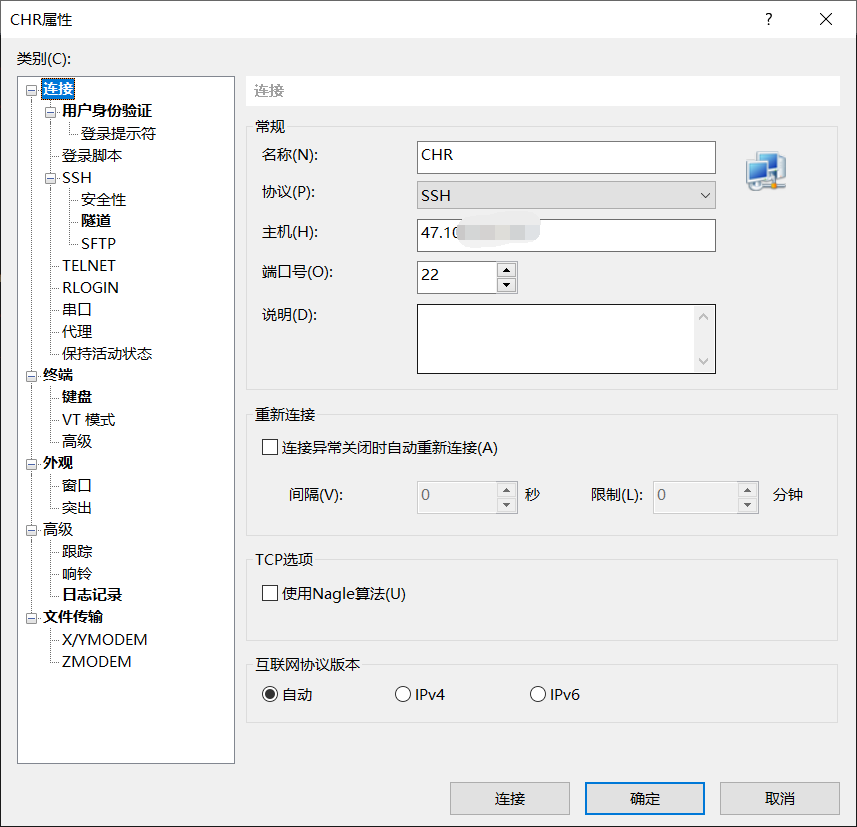 CHR属性
类别(C):
连接
用户身份验证
登录提示符
登录脚本
SSH
安全性
隧道
SFTP
TELNET
RLOGIN
串口
代理
保持活动状态
终端
键盘
VT 模式
高级
外观
窗口
突出
高级
跟踪
响铃
日志记录
文件传输
X/YMODEM
ZMODEM
连接
常规
名称(N): CHR
协议(P): SSH
主机(H): 47.10
端口号(O): 22
说明(D):
重新连接
连接异常关闭时自动重新连接(A)
间隔(V): 0 秒 限制(L): 0 分钟
TCP选项
使用Nagle算法(U)
互联网协议版本
自动 IPv4 IPv6
连接 确定 取消